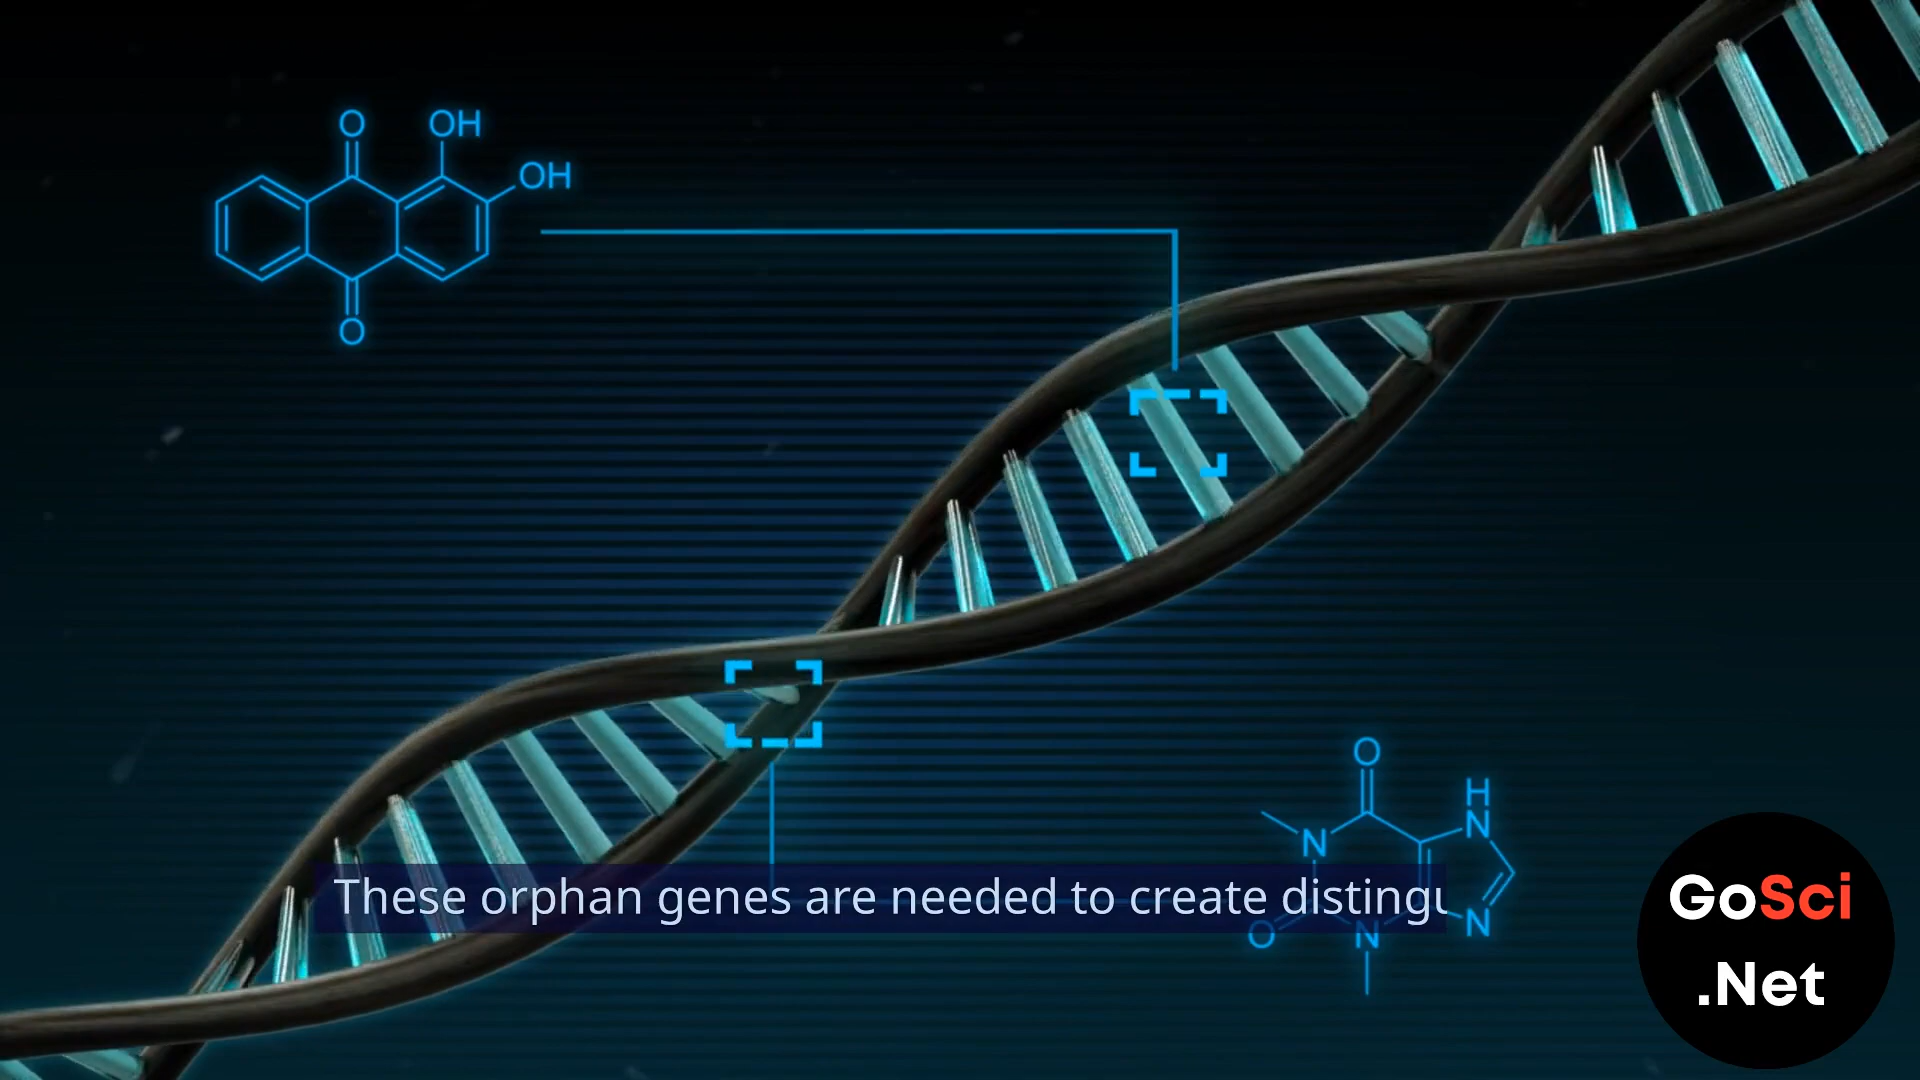 O
OH
OH
O
O
H
N
N
These orphan genes are needed to create distingu
N
O
N
GoSci
.Net